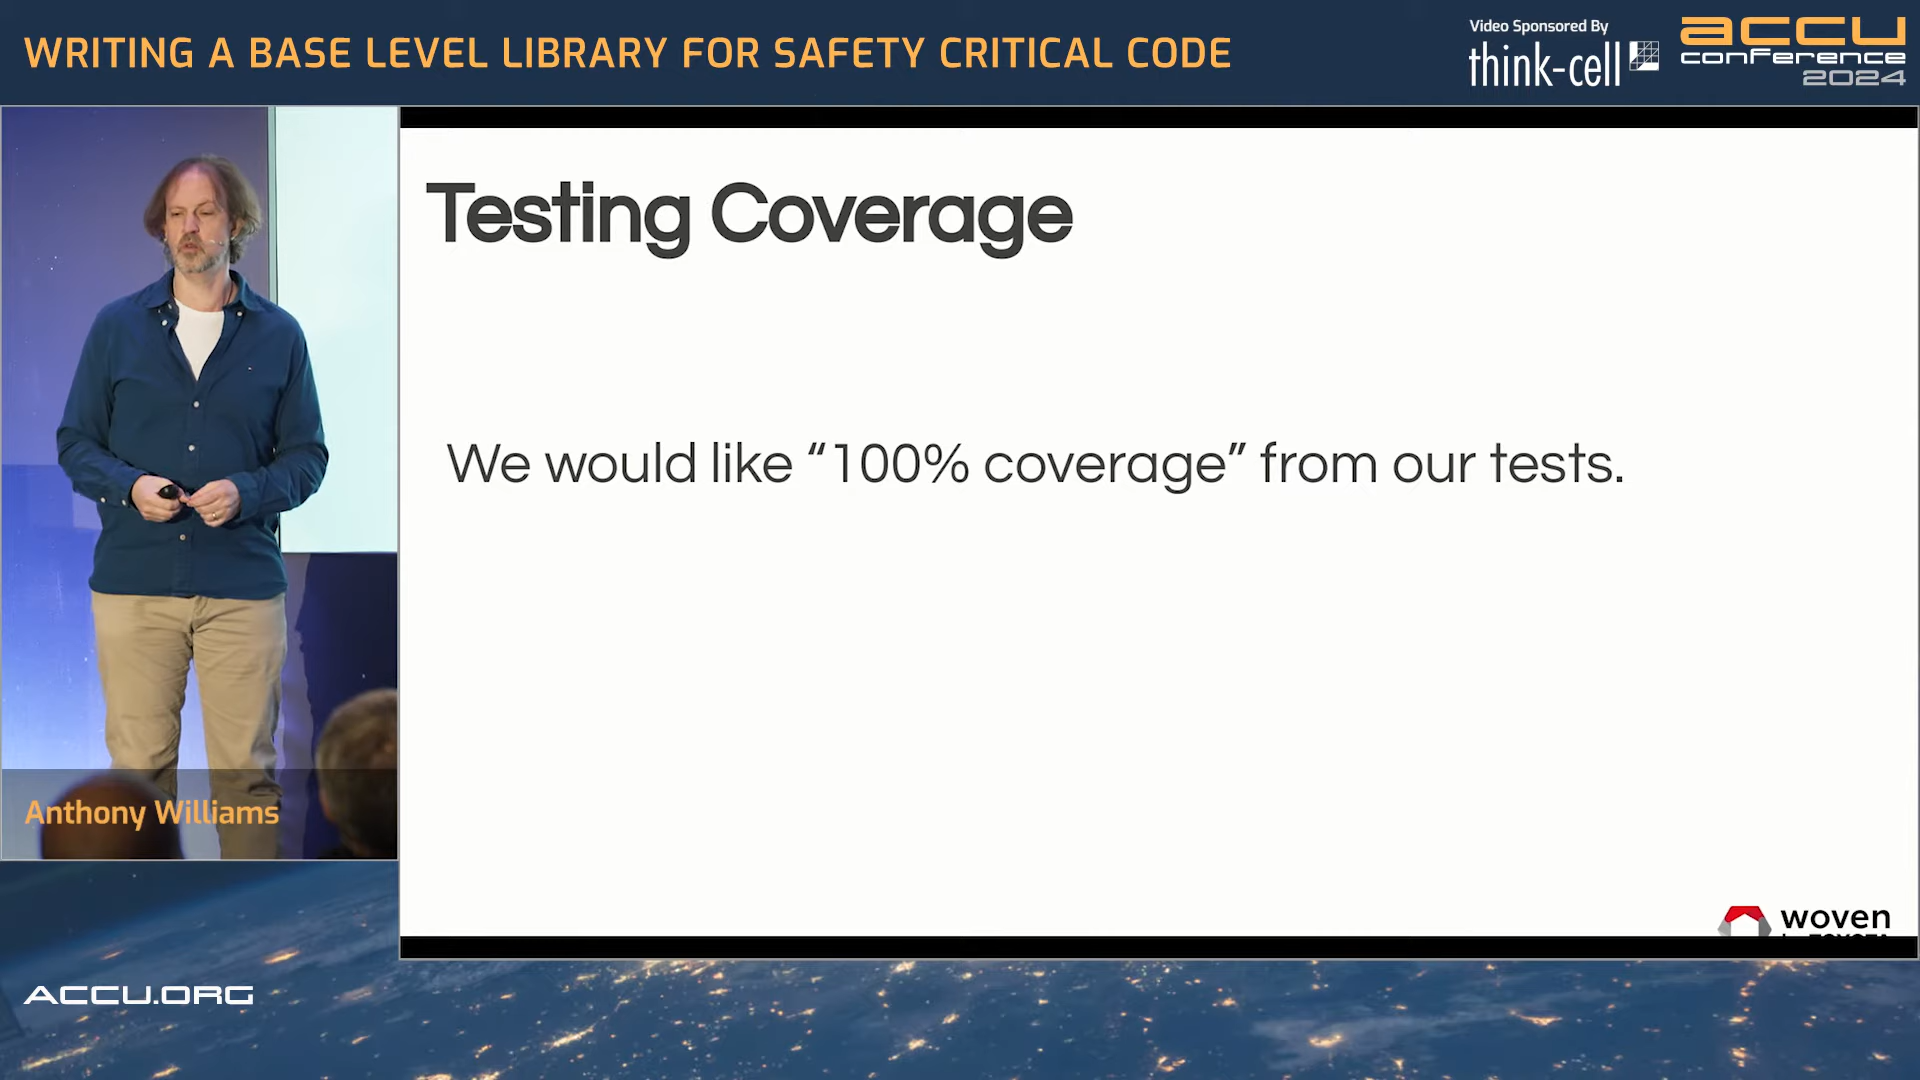 WRITING A BASE LEVEL LIBRARY FOR SAFETY CRITICAL CODE
Video Sponsored By
think-cell
accu
conference
2024
Testing Coverage
We would like “100% coverage” from our tests.
Anthony Williams
woven
ACCU.ORG